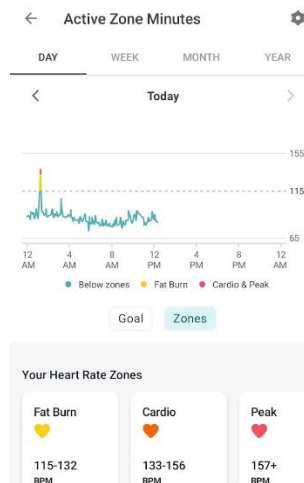 Active Zone Minutes
DAY WEEK MONTH YEAR
Today
155
115
65
12 AM 4 AM 8 AM 12 PM 4 PM 8 PM 12 AM
Below zones Fat Burn Cardio & Peak
Goal Zones
Your Heart Rate Zones
Fat Burn Cardio Peak
115-132 133-156 157+
BPM BPM BPM